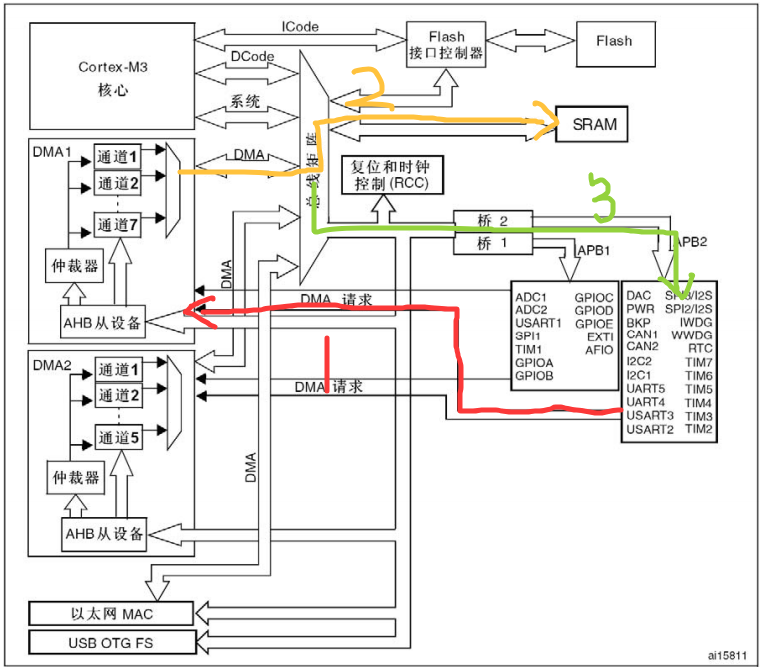 ICode
Cortex-M3
核心
Flash
接口控制器
Flash
DCode
系统
2
SRAM
DMA1
通道1
通道2
通道7
仲裁器
AHB从设备
DMA
总线矩阵
复位和时钟
控制(RCC)
3
桥 2
桥 1
APB2
APB1
DMA
DMA 请求
1
ADC1
ADC2
USART1
SPI1
TIM1
GPIOA
GPIOB
GPIOC
GPIOD
GPIOE
EXTI
AFIO
DAC
PWR
BKP
CAN1
CAN2
I2C2
I2C1
UART5
UART4
USART3
USART2
SPI3/I2S
SPI2/I2S
IWDG
WWDG
RTC
TIM7
TIM6
TIM5
TIM4
TIM3
TIM2
DMA2
通道1
通道2
通道5
仲裁器
AHB从设备
DMA 请求
DMA
以太网 MAC
USB OTG FS
ai15811